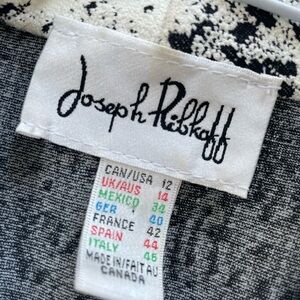 Joseph Ribkoff
CAN/USA 12
UK/AUS 14
MEXICO 34
GER 40
FRANCE 42
SPAIN 44
ITALY 46
MADE IN/FAIT AU
CANADA